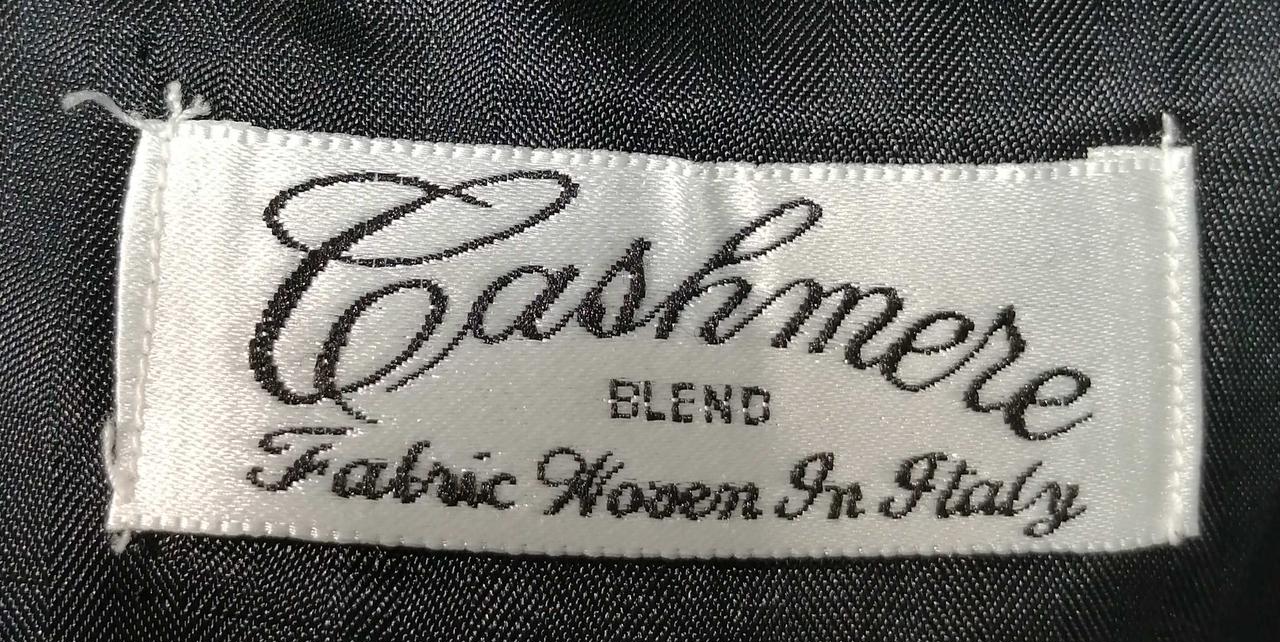 Cashmere
BLEND
Fabric Woven In Italy